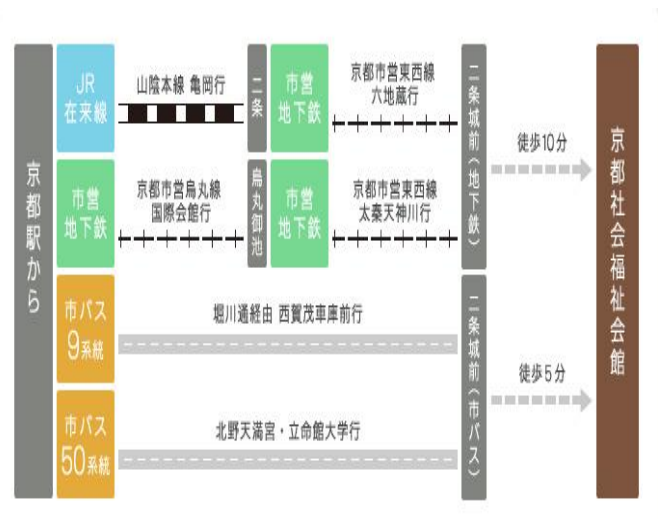 京都駅から
JR
在来線
山陰本線 亀岡行
二条
市営
地下鉄
京都市営東西線
六地蔵行
市営
地下鉄
京都市営烏丸線
国際会館行
烏丸御池
市営
地下鉄
京都市営東西線
太秦天神川行
二条城前(地下鉄)
徒歩10分
市バス
9系統
堀川通経由 西賀茂車庫前行
市バス
50系統
北野天満宮・立命館大学行
二条城前(市バス)
徒歩5分
京都社会福祉会館